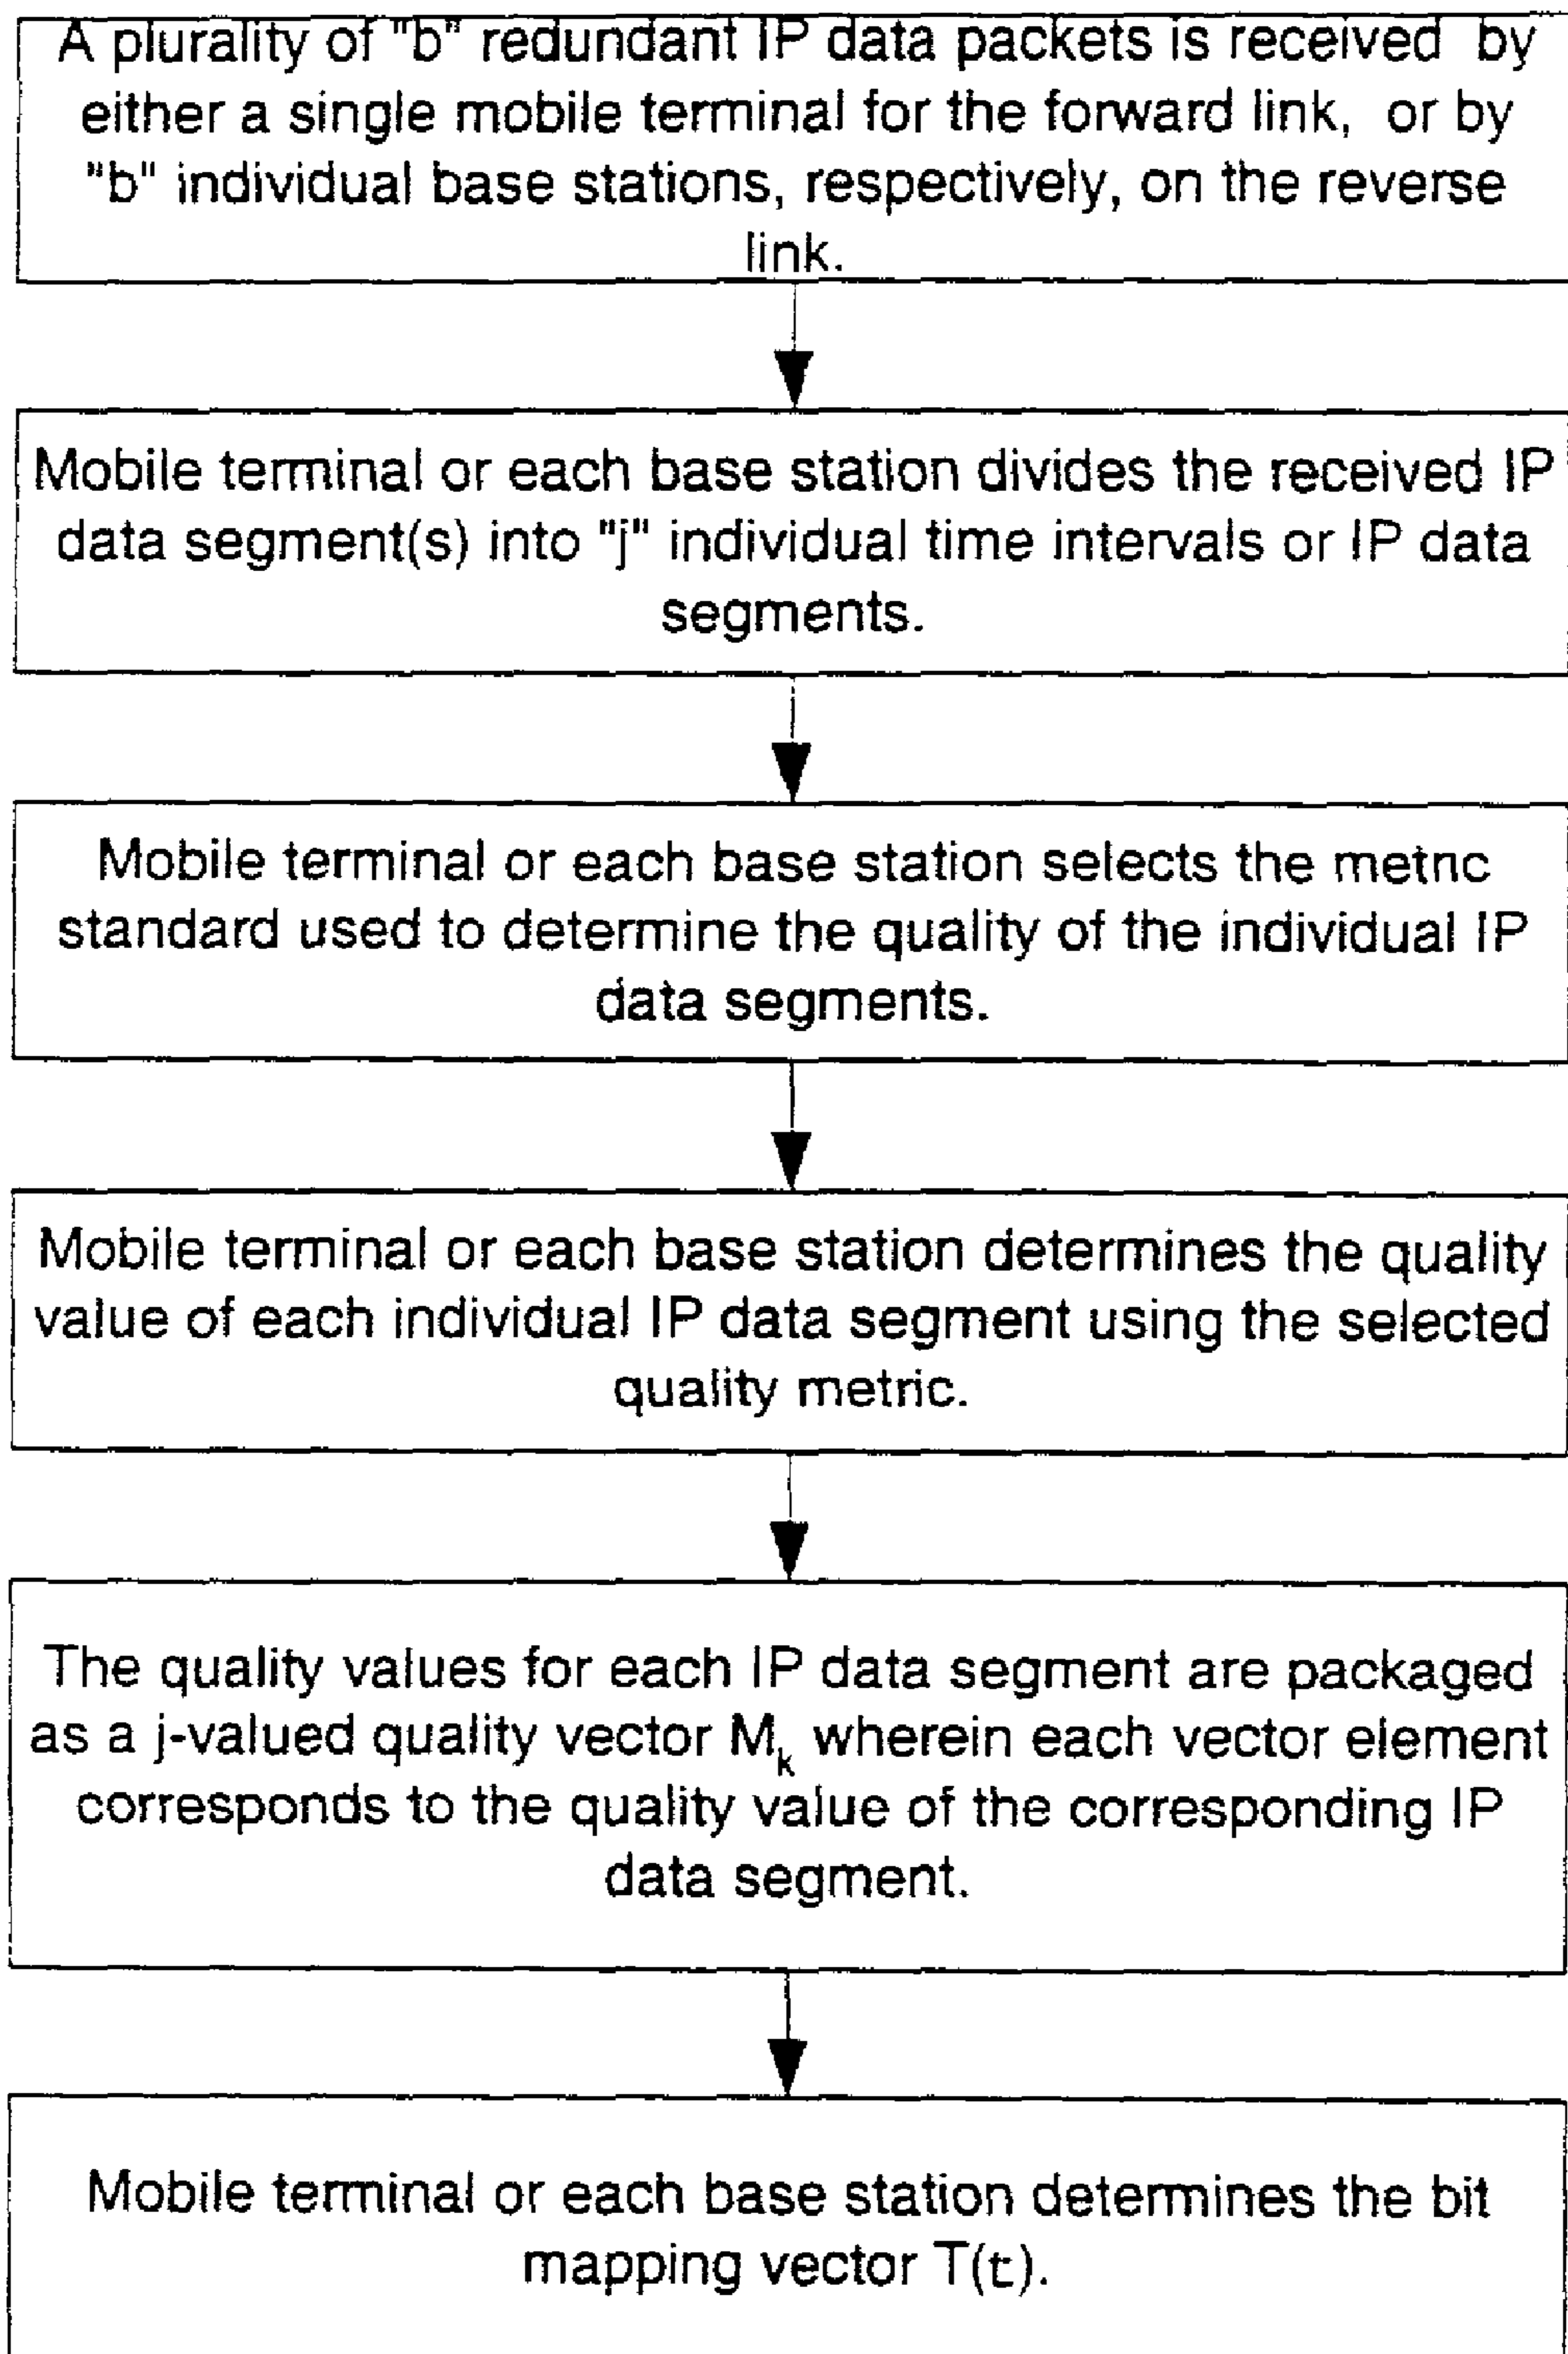 A plurality of "b" redundant IP data packets is received by
either a single mobile terminal for the forward link, or by
"b" individual base stations, respectively, on the reverse
link.
Mobile terminal or each base station divides the received IP
data segment(s) into "j" individual time intervals or IP data
segments.
Mobile terminal or each base station selects the metric
standard used to determine the quality of the individual IP
data segments.
Mobile terminal or each base station determines the quality
value of each individual IP data segment using the selected
quality metric.
The quality values for each IP data segment are packaged
as a j-valued quality vector M_k wherein each vector element
corresponds to the quality value of the corresponding IP
data segment.
Mobile terminal or each base station determines the bit
mapping vector T(t).